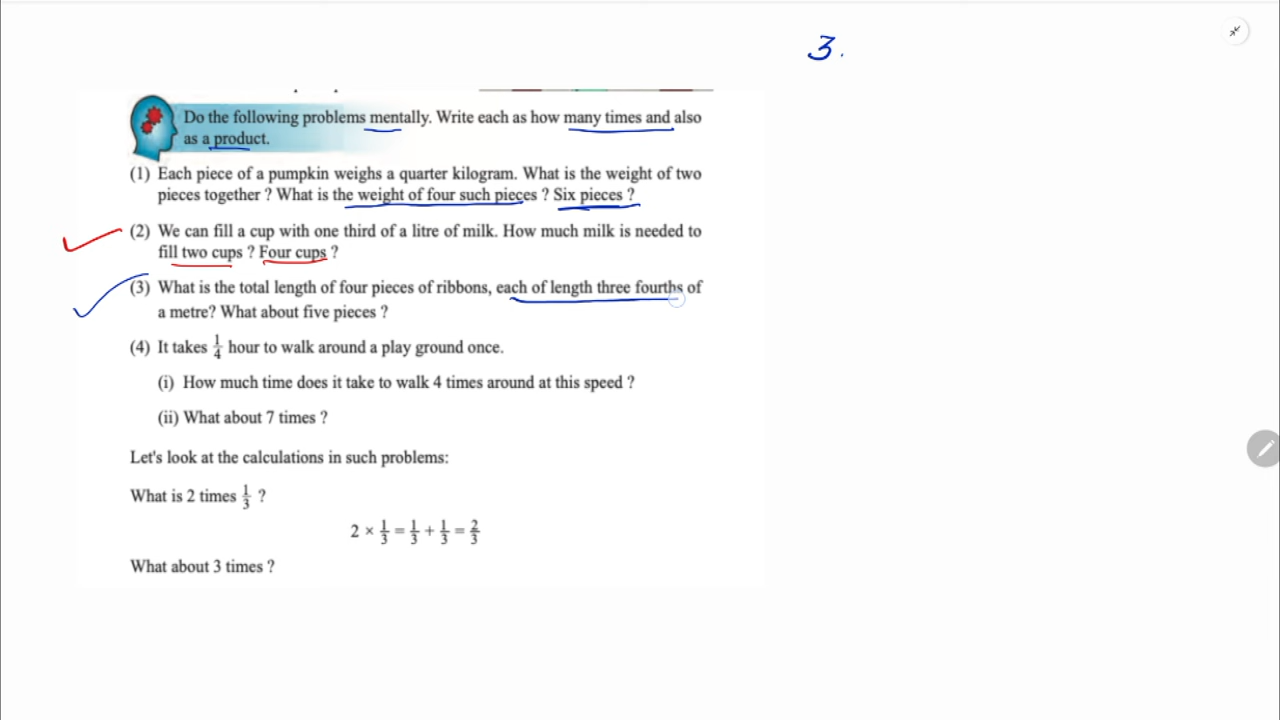 3.
Do the following problems mentally. Write each as how many times and also
as a product.
(1) Each piece of a pumpkin weighs a quarter kilogram. What is the weight of two
pieces together ? What is the weight of four such pieces ? Six pieces ?
(2) We can fill a cup with one third of a litre of milk. How much milk is needed to
fill two cups ? Four cups ?
(3) What is the total length of four pieces of ribbons, each of length three fourths of
a metre? What about five pieces ?
(4) It takes 1/4 hour to walk around a play ground once.
(i) How much time does it take to walk 4 times around at this speed ?
(ii) What about 7 times ?
Let's look at the calculations in such problems:
What is 2 times 1/3 ?
2 × 1/3 = 1/3 + 1/3 = 2/3
What about 3 times ?